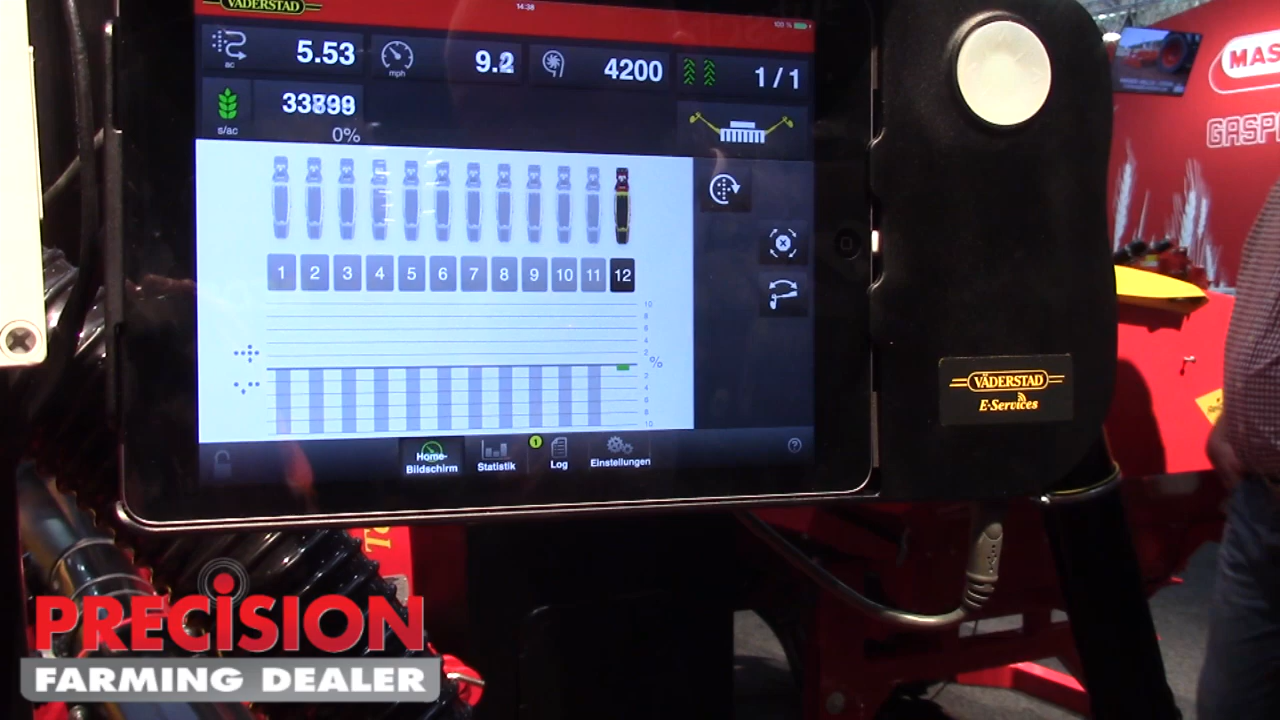 VÄDERSTAD
14:38
100 %
5.53
ac
9.2
mph
4200
1 / 1
s/ac
0%
1 2 3 4 5 6 7 8 9 10 11 12
10
8
6
4
2
%
2
4
6
8
10
Home-
Bildschirm
Statistik
1
Log
Einstellungen
?
VÄDERSTAD
E-Services
MAS
GASP
PRECISION
FARMING DEALER